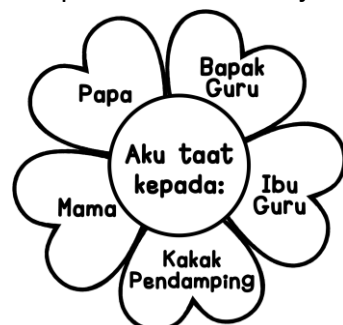 Papa
Bapak
Guru
Aku taat
kepada:
Mama
Ibu
Guru
Kakak
Pendamping